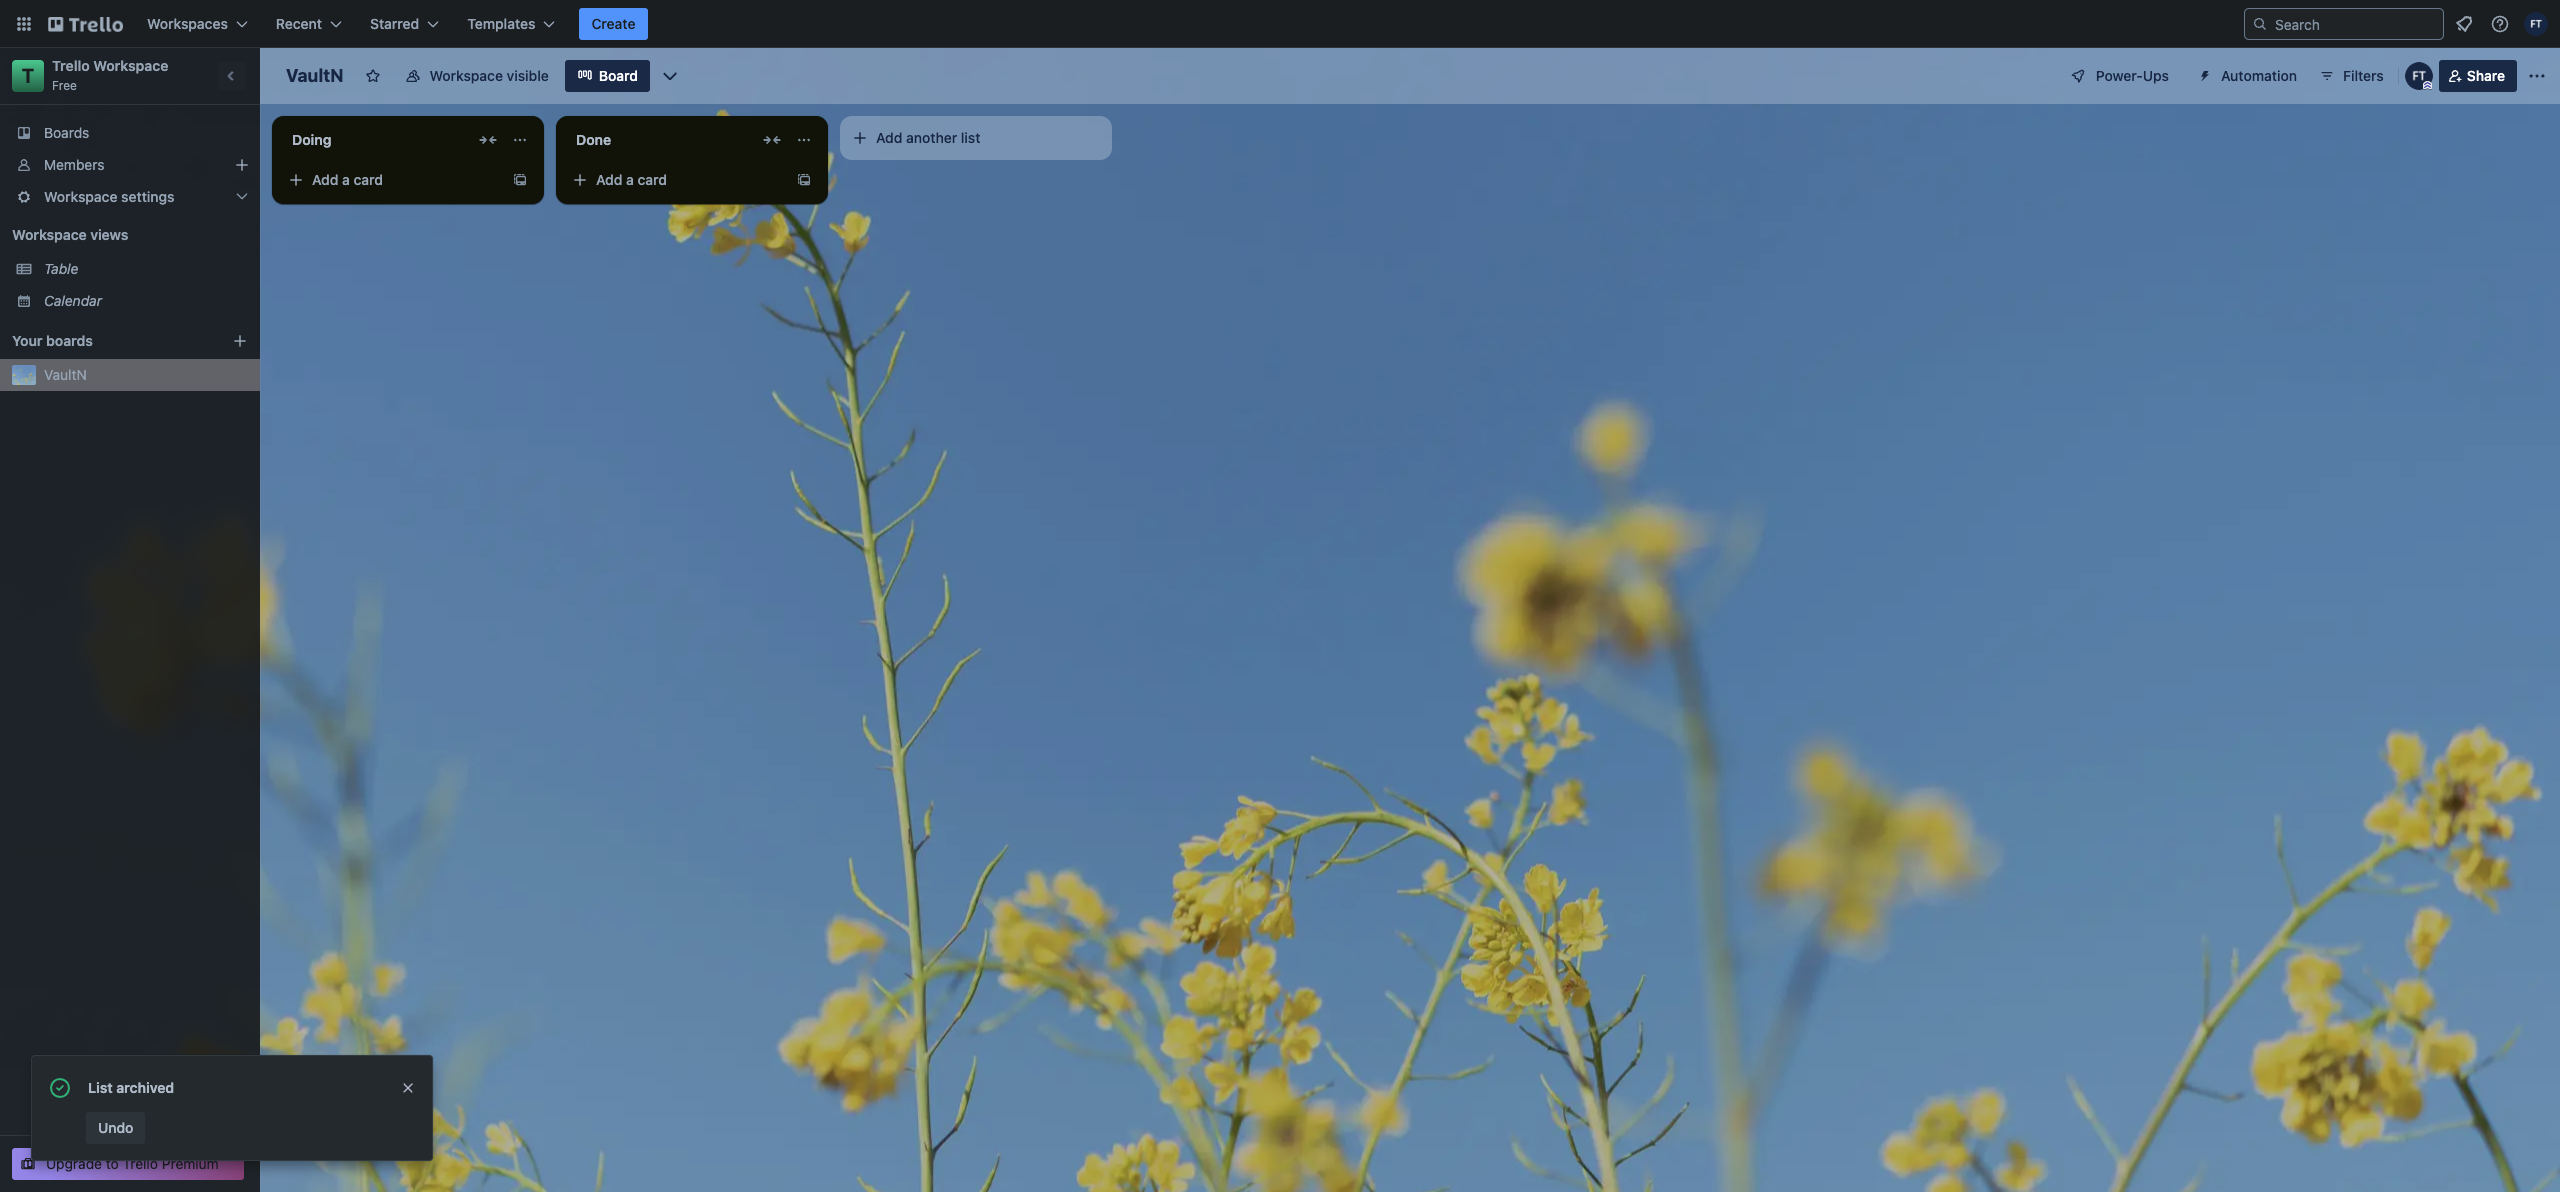 Trello
Workspaces
Recent
Starred
Templates
Create
Search
FT
T
Trello Workspace
Free
VaultN
Workspace visible
Board
Power-Ups
Automation
Filters
FT
Share
Boards
Members
Workspace settings
Workspace views
Table
Calendar
Your boards
VaultN
Doing
Add a card
Done
Add a card
Add another list
List archived
Undo
Upgrade to Trello Premium